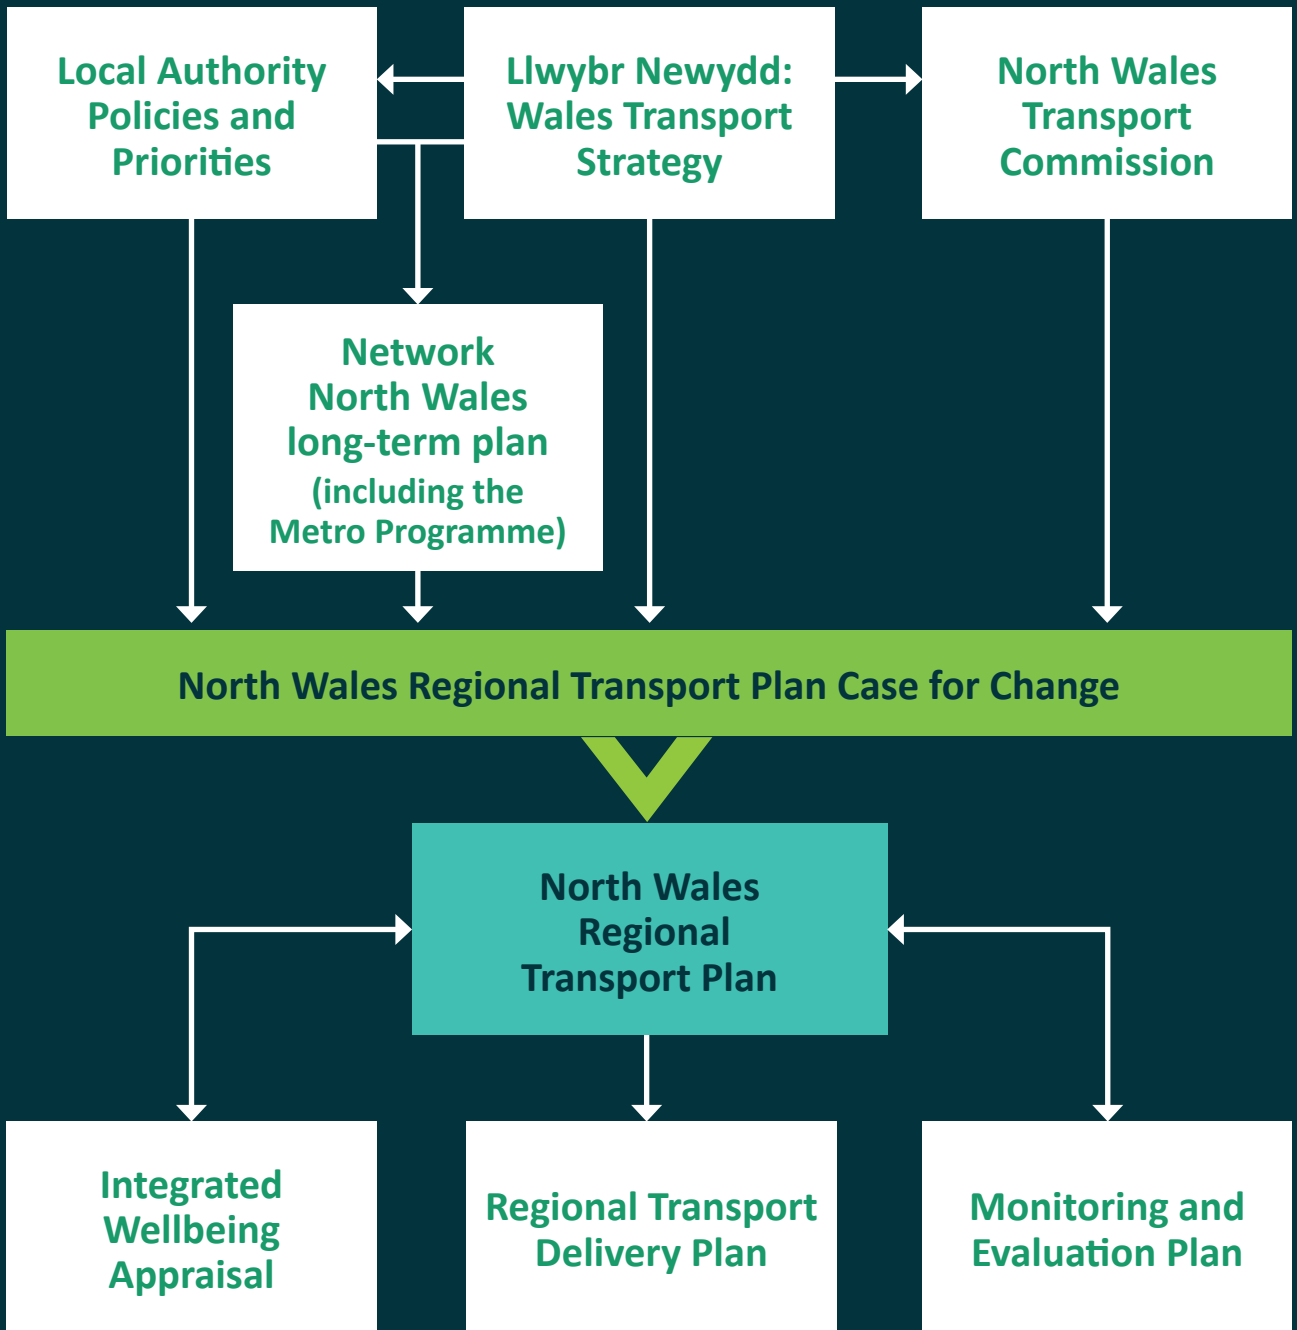 Local Authority
Policies and
Priorities
Llwybr Newydd:
Wales Transport
Strategy
North Wales
Transport
Commission
Network
North Wales
long-term plan
(including the
Metro Programme)
North Wales Regional Transport Plan Case for Change
North Wales
Regional
Transport Plan
Integrated
Wellbeing
Appraisal
Regional Transport
Delivery Plan
Monitoring and
Evaluation Plan